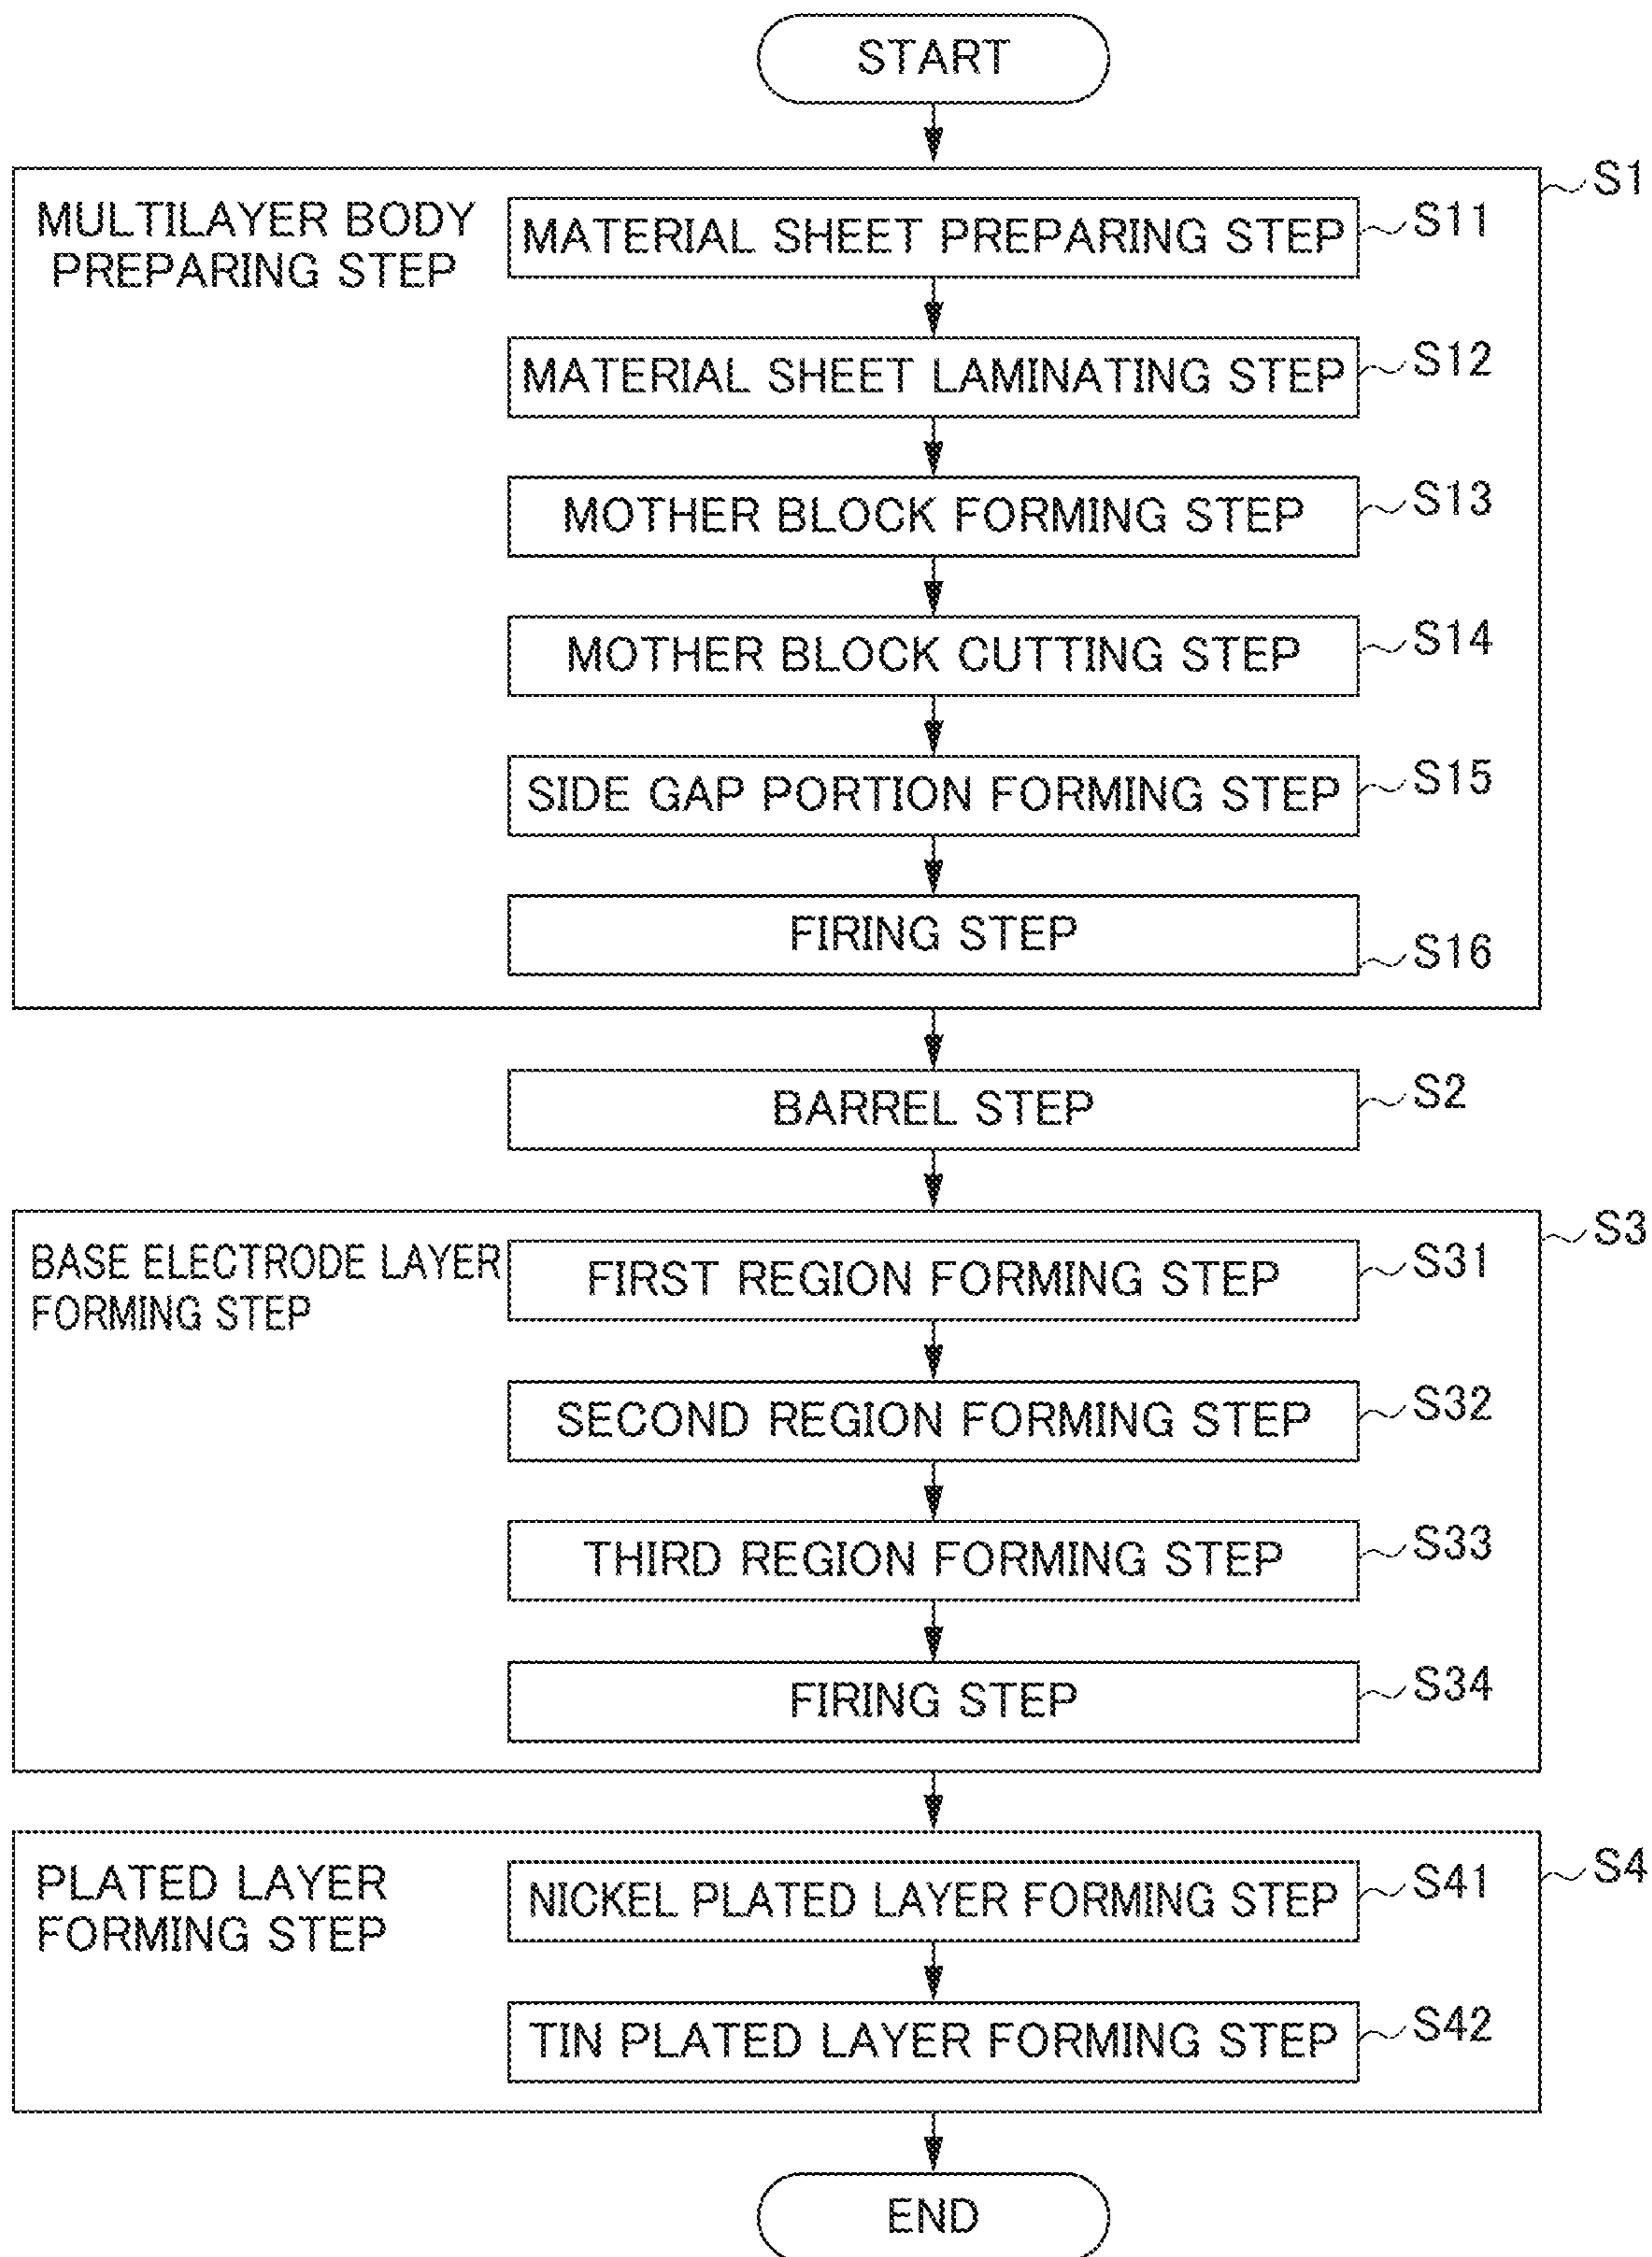 START
S1
MULTILAYER BODY
PREPARING STEP
MATERIAL SHEET PREPARING STEP
S11
MATERIAL SHEET LAMINATING STEP
S12
MOTHER BLOCK FORMING STEP
S13
MOTHER BLOCK CUTTING STEP
S14
SIDE GAP PORTION FORMING STEP
S15
FIRING STEP
S16
BARREL STEP
S2
S3
BASE ELECTRODE LAYER
FORMING STEP
FIRST REGION FORMING STEP
S31
SECOND REGION FORMING STEP
S32
THIRD REGION FORMING STEP
S33
FIRING STEP
S34
S4
PLATED LAYER
FORMING STEP
NICKEL PLATED LAYER FORMING STEP
S41
TIN PLATED LAYER FORMING STEP
S42
END